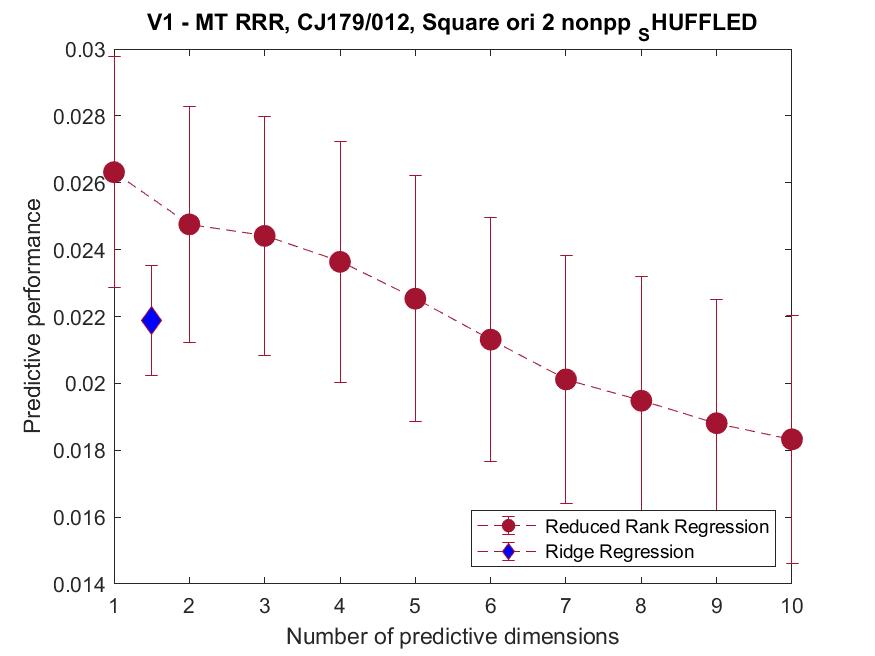 V1 - MT RRR, CJ179/012, Square ori 2 nonpp SHUFFLED
0.03
0.028
0.026
0.024
0.022
0.02
0.018
0.016
0.014
Predictive performance
Reduced Rank Regression
Ridge Regression
1 2 3 4 5 6 7 8 9 10
Number of predictive dimensions